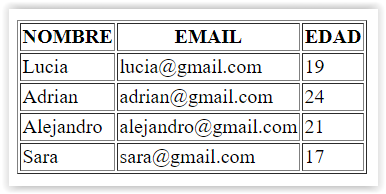 NOMBRE EMAIL EDAD
Lucia lucia@gmail.com 19
Adrian adrian@gmail.com 24
Alejandro alejandro@gmail.com 21
Sara sara@gmail.com 17